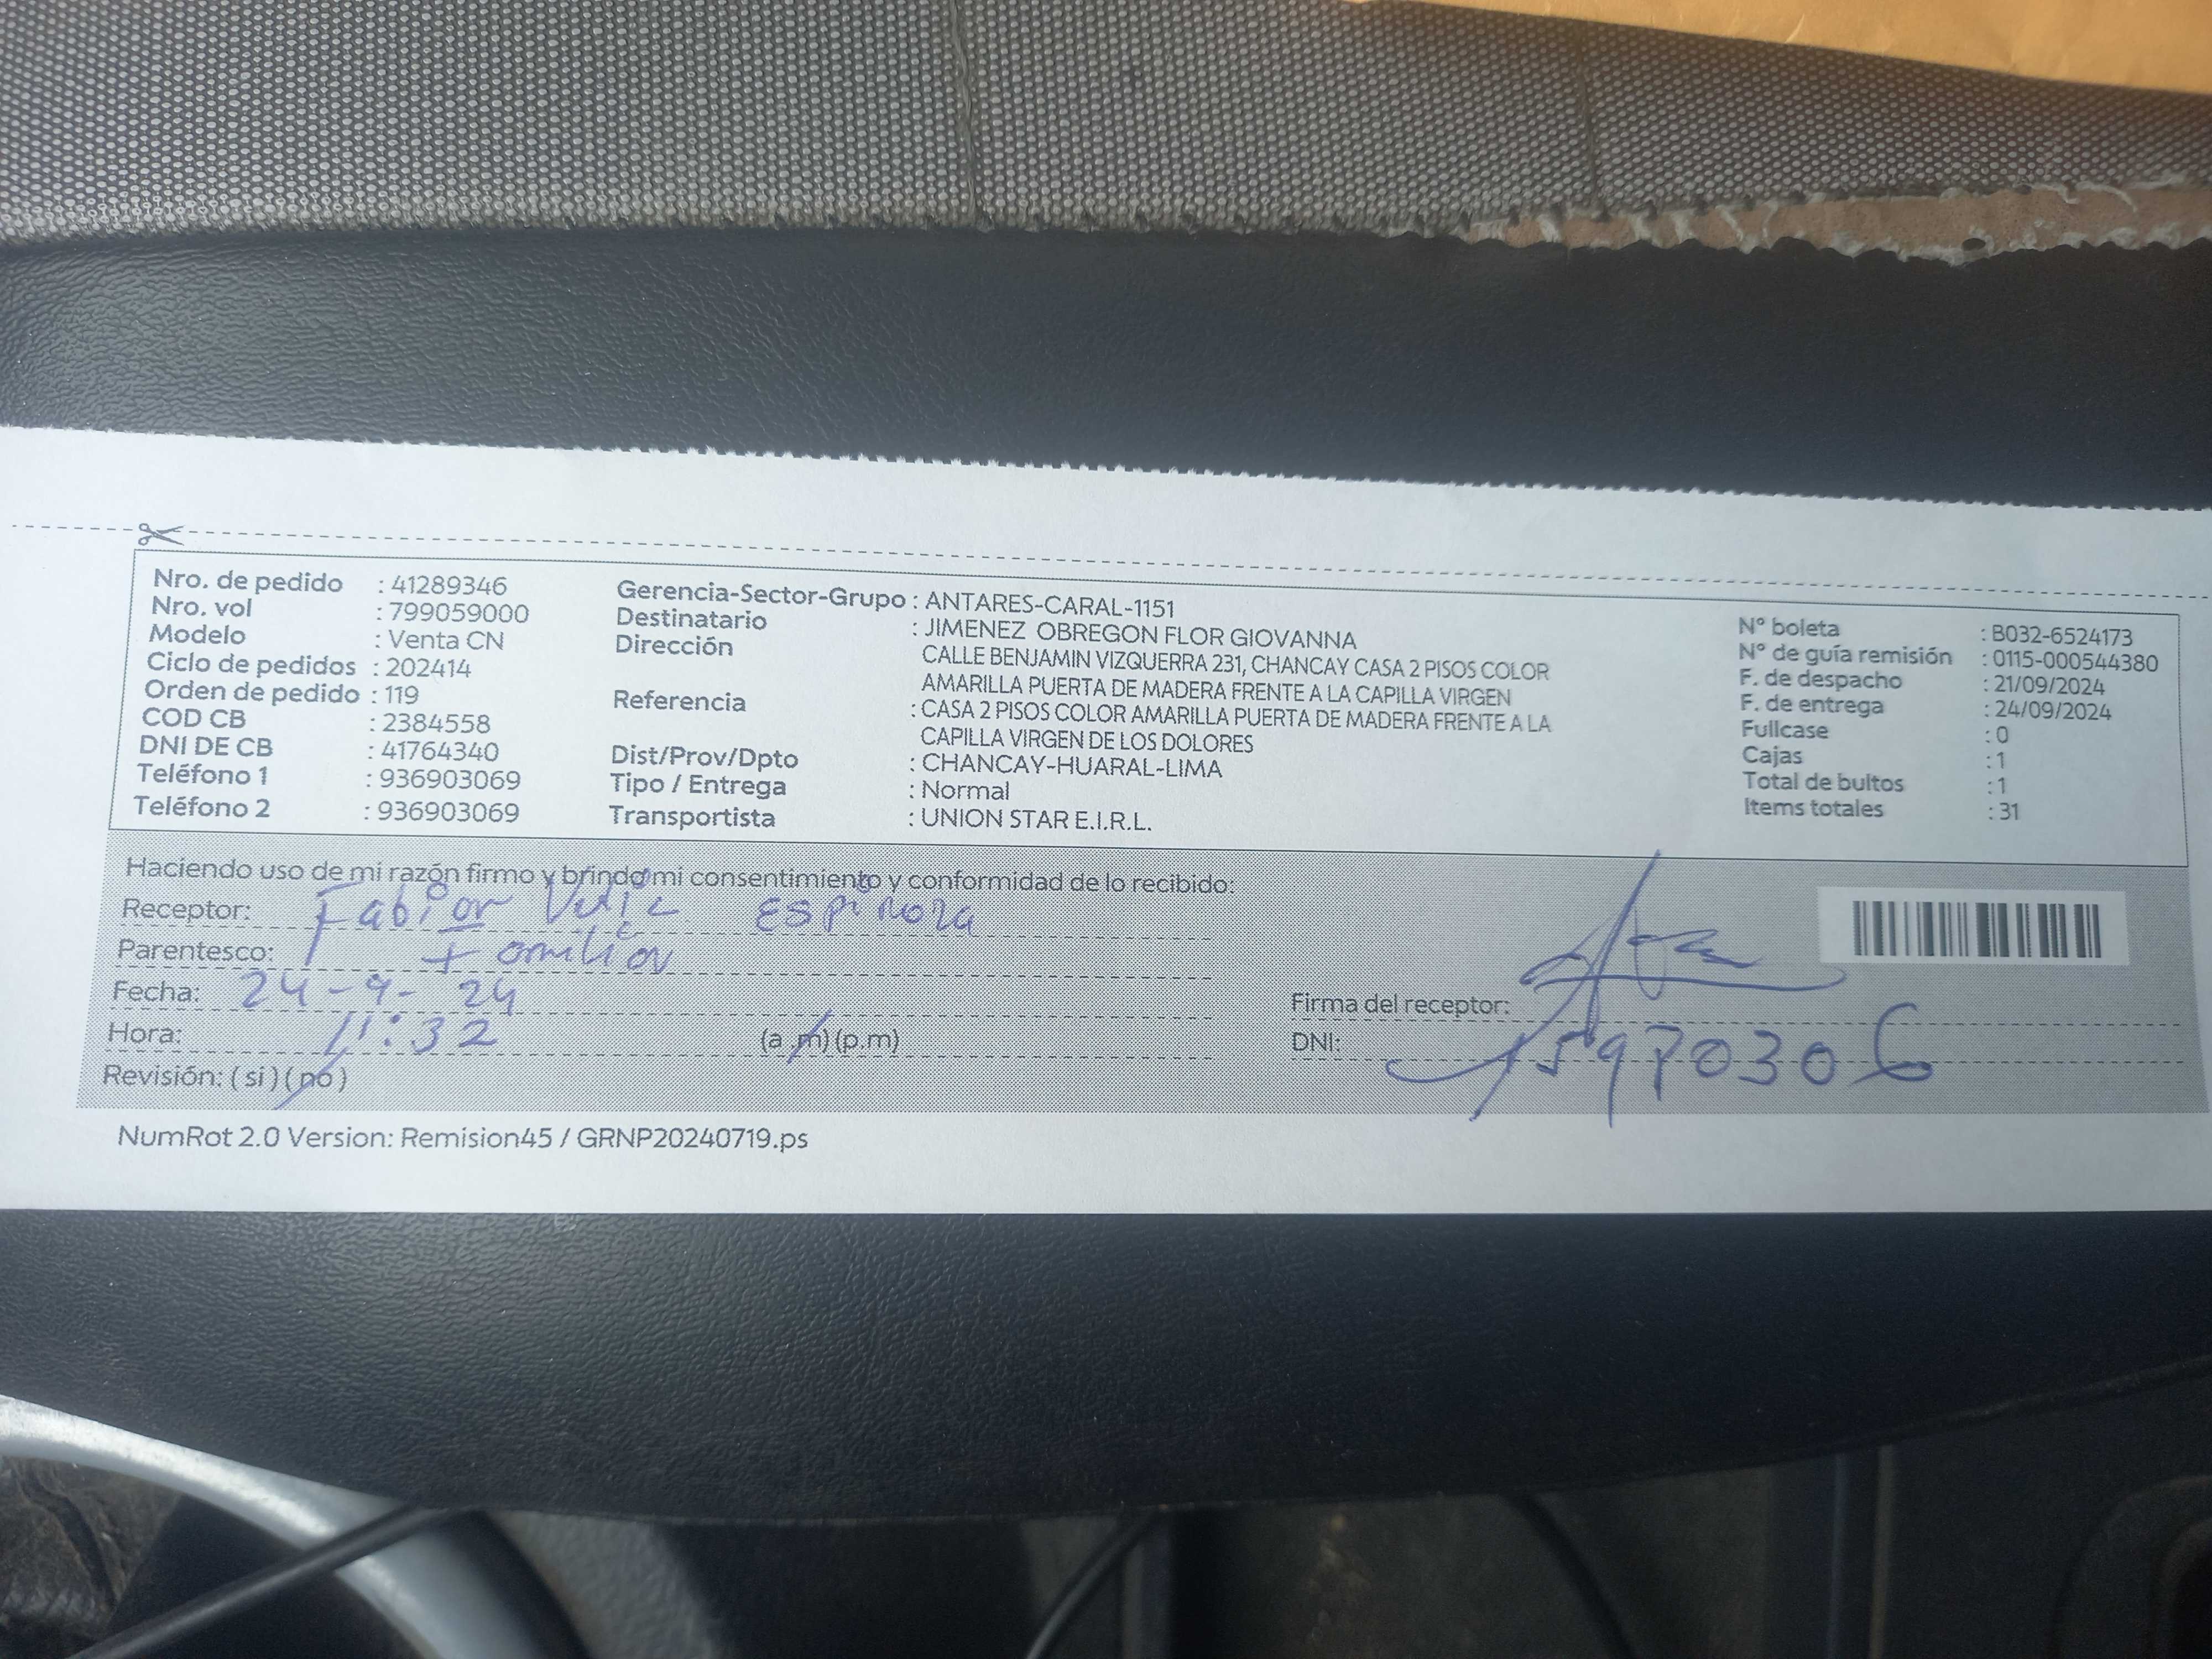 Nro. de pedido : 41289346
Nro. vol : 799059000
Modelo : Venta CN
Ciclo de pedidos : 202414
Orden de pedido : 119
COD CB : 2384558
DNI DE CB : 41764340
Teléfono 1 : 936903069
Teléfono 2 : 936903069
Gerencia-Sector-Grupo : ANTARES-CARAL-1151
Destinatario : JIMENEZ OBREGON FLOR GIOVANNA
Dirección CALLE BENJAMIN VIZQUERRA 231, CHANCAY CASA 2 PISOS COLOR
AMARILLA PUERTA DE MADERA FRENTE A LA CAPILLA VIRGEN
Referencia : CASA 2 PISOS COLOR AMARILLA PUERTA DE MADERA FRENTE A LA
CAPILLA VIRGEN DE LOS DOLORES
Dist/Prov/Dpto : CHANCAY-HUARAL-LIMA
Tipo / Entrega : Normal
Transportista : UNION STAR E.I.R.L.
N° boleta : B032-6524173
N° de guía remisión : 0115-000544380
F. de despacho : 21/09/2024
F. de entrega : 24/09/2024
Fullcase : 0
Cajas : 1
Total de bultos : 1
Items totales : 31
Haciendo uso de mi razón firmo y brindo mi consentimiento y conformidad de lo recibido:
Receptor: ESPINOZA
Parentesco: Familiar
Fecha: 24-9-24
Hora: 11:32 (a.m)(p.m)
Revisión: (si)(no)
Firma del receptor:
DNI: 15970306
NumRot 2.0 Version: Remision45 / GRNP20240719.ps